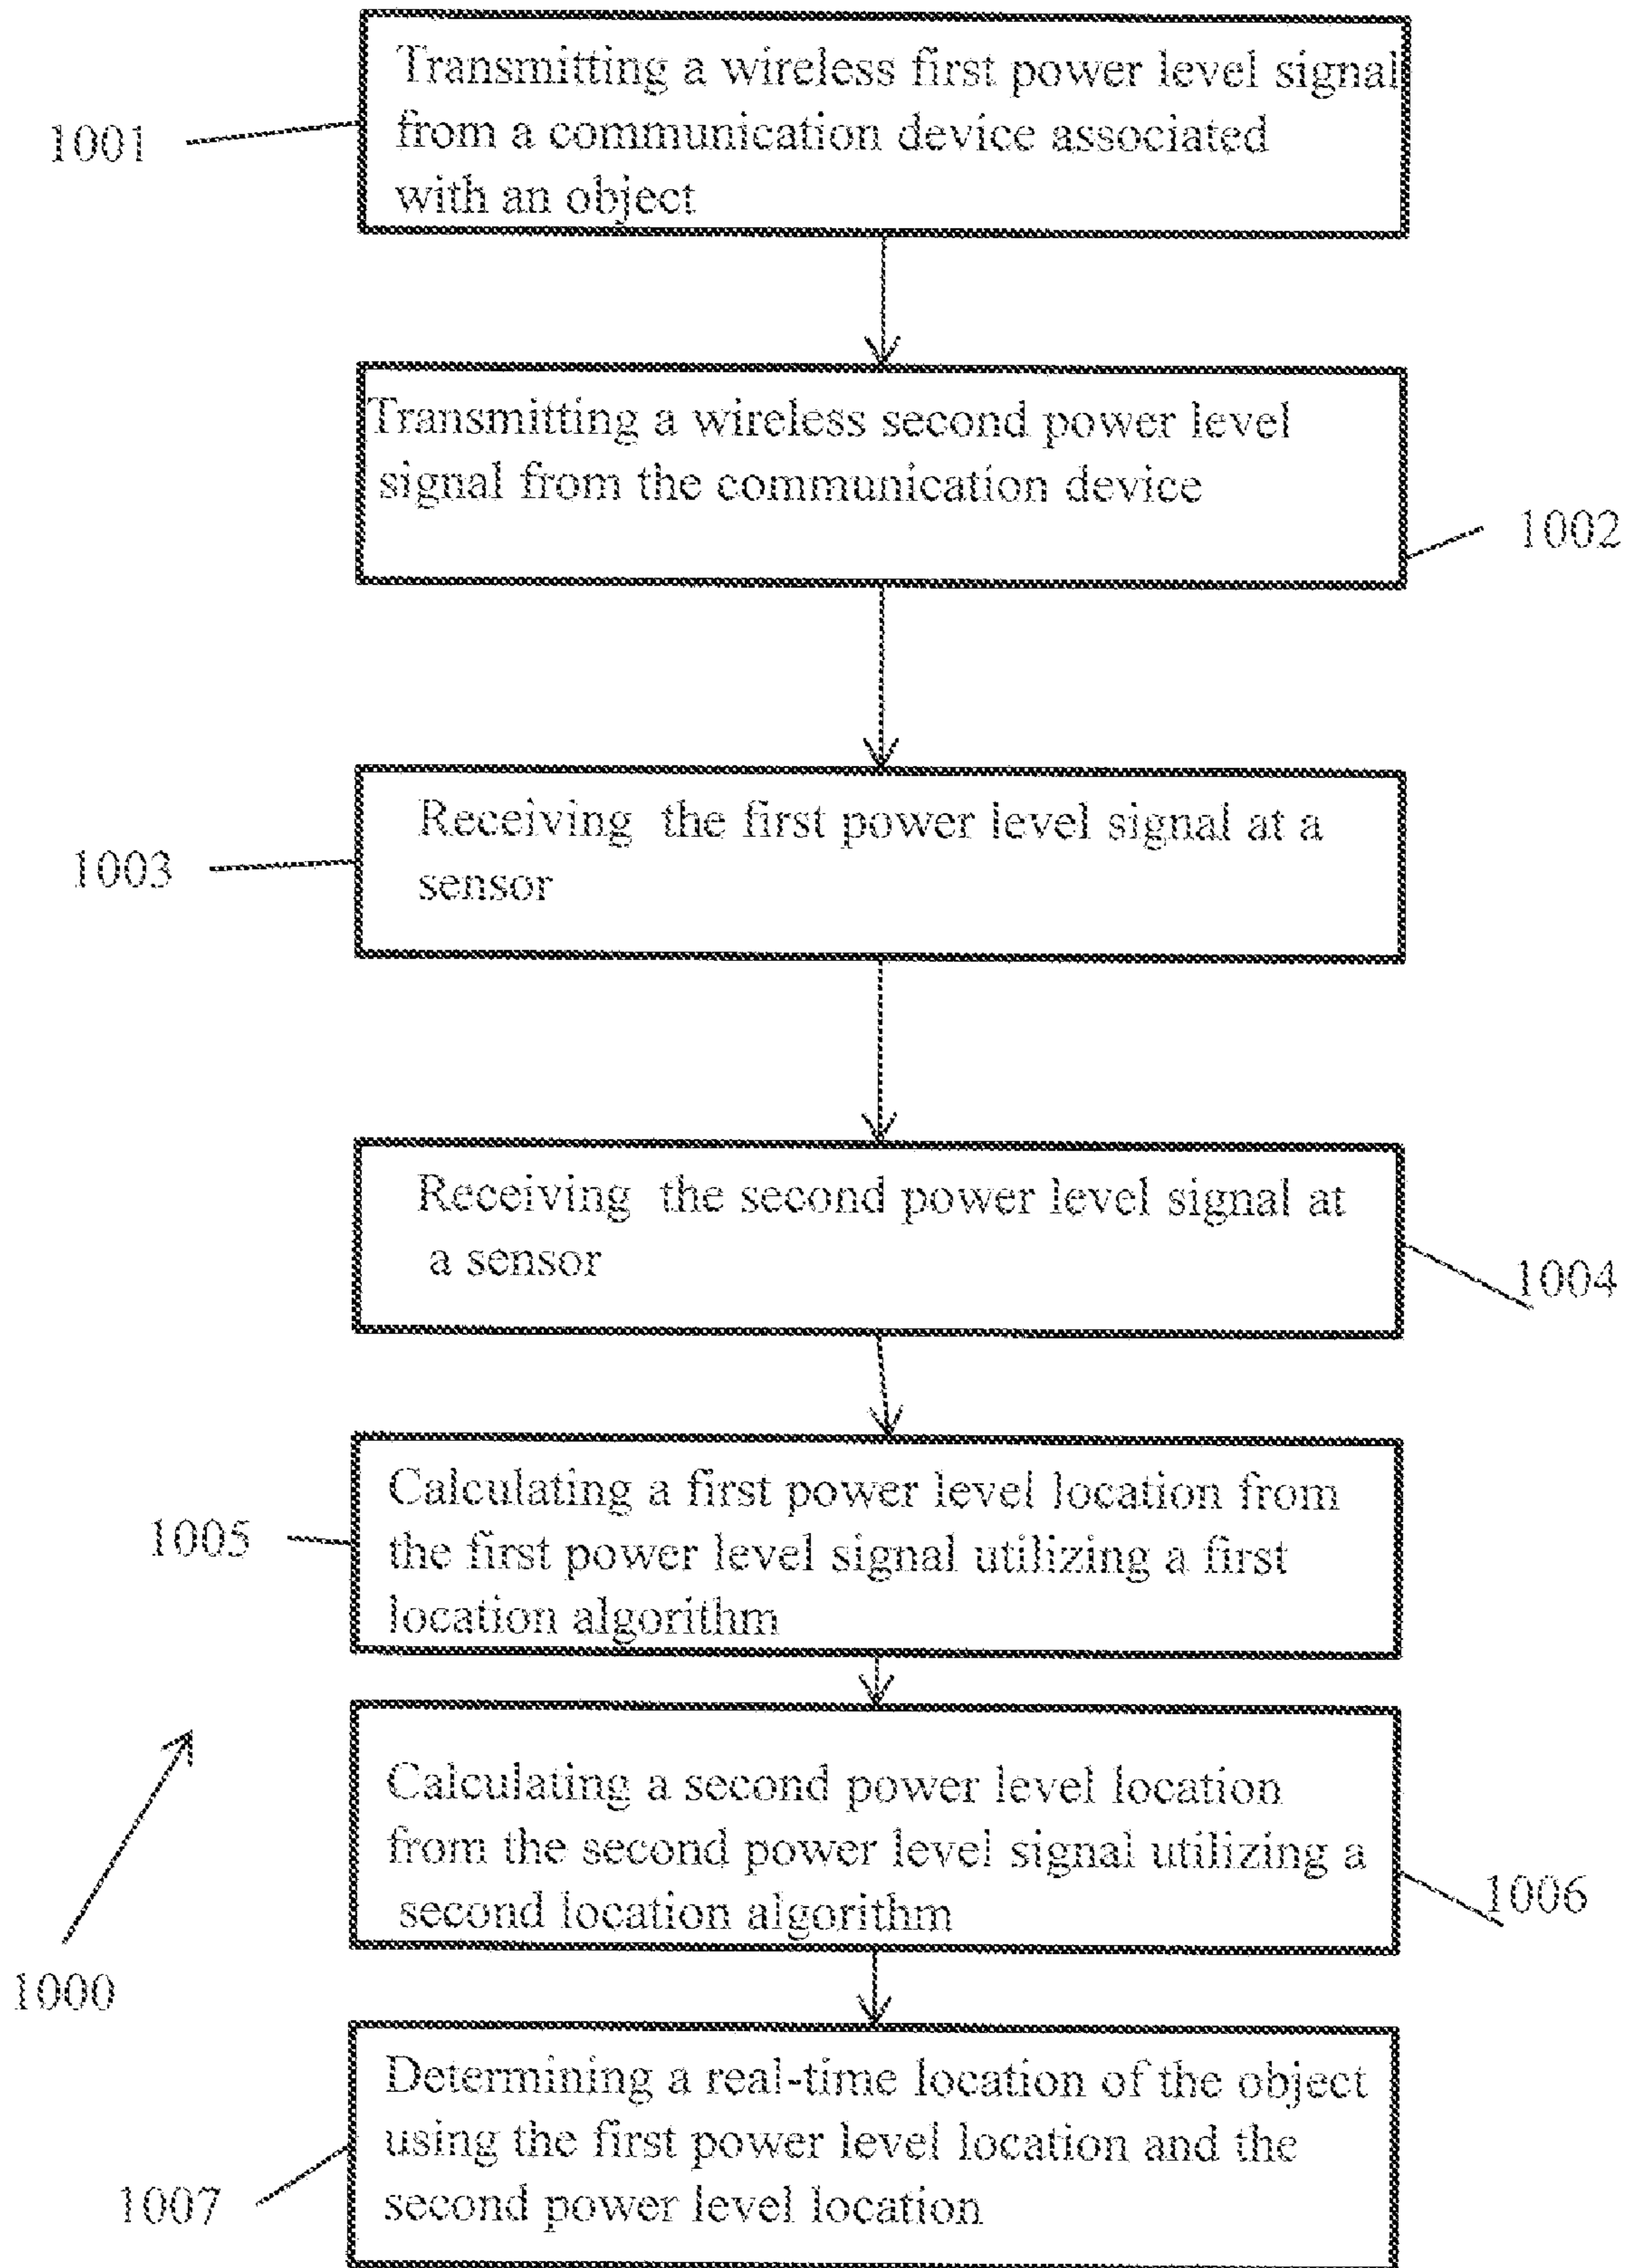 Transmitting a wireless first power level signal
from a communication device associated
with an object
1001
Transmitting a wireless second power level
signal from the communication device
1002
Receiving the first power level signal at a
sensor
1003
Receiving the second power level signal at
a sensor
1004
Calculating a first power level location from
the first power level signal utilizing a first
location algorithm
1005
Calculating a second power level location
from the second power level signal utilizing a
second location algorithm
1006
1000
Determining a real-time location of the object
using the first power level location and the
second power level location
1007